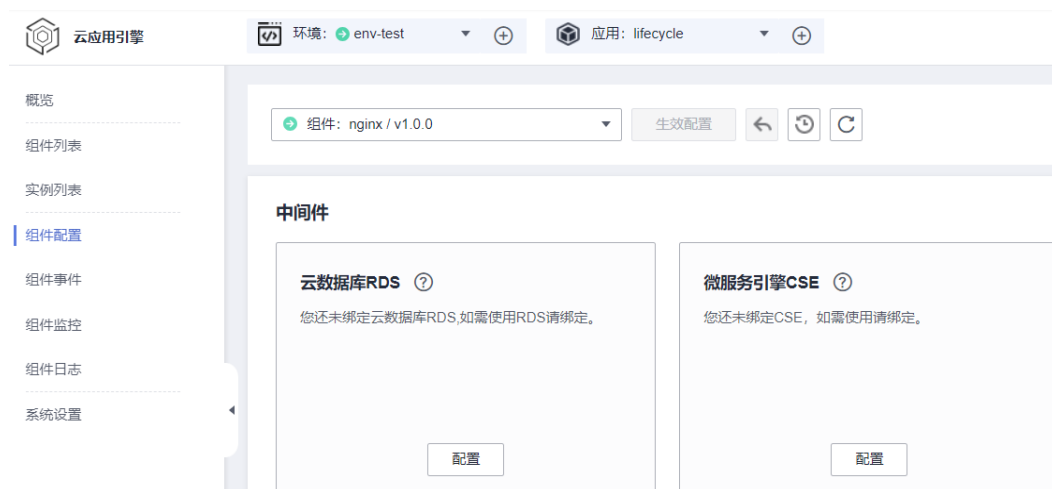 云应用引擎 环境: env-test 应用: lifecycle
概览
组件列表
实例列表
组件配置
组件事件
组件监控
组件日志
系统设置
组件: nginx / v1.0.0 生效配置
中间件
云数据库RDS
您还未绑定云数据库RDS,如需使用RDS请绑定。
配置
微服务引擎CSE
您还未绑定CSE，如需使用请绑定。
配置